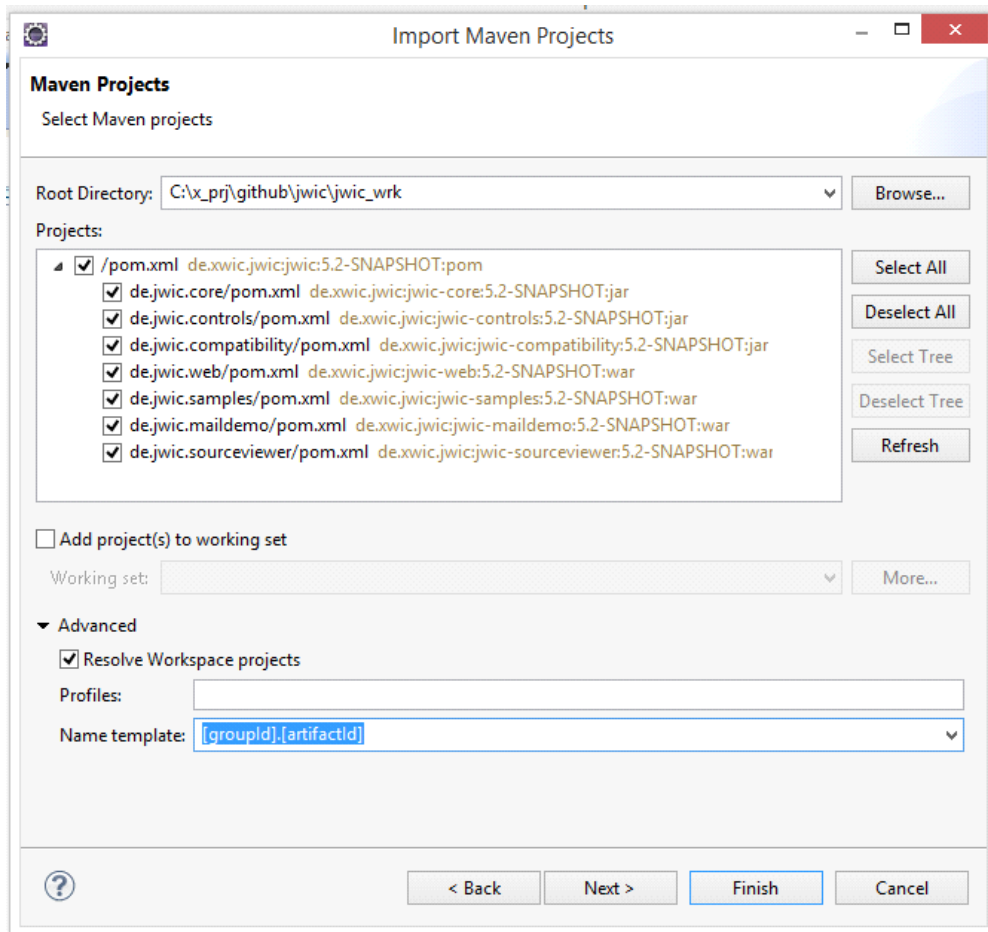 Import Maven Projects
Maven Projects
Select Maven projects
Root Directory: C:\x_prj\github\jwic\jwic_wrk Browse...
Projects:
/pom.xml de.xwic.jwic:jwic:5.2-SNAPSHOT:pom
de.jwic.core/pom.xml de.xwic.jwic:jwic-core:5.2-SNAPSHOT:jar
de.jwic.controls/pom.xml de.xwic.jwic:jwic-controls:5.2-SNAPSHOT:jar
de.jwic.compatibility/pom.xml de.xwic.jwic:jwic-compatibility:5.2-SNAPSHOT:jar
de.jwic.web/pom.xml de.xwic.jwic:jwic-web:5.2-SNAPSHOT:war
de.jwic.samples/pom.xml de.xwic.jwic:jwic-samples:5.2-SNAPSHOT:war
de.jwic.maildemo/pom.xml de.xwic.jwic:jwic-maildemo:5.2-SNAPSHOT:war
de.jwic.sourceviewer/pom.xml de.xwic.jwic:jwic-sourceviewer:5.2-SNAPSHOT:war
Select All
Deselect All
Select Tree
Deselect Tree
Refresh
Add project(s) to working set
Working set: More...
Advanced
Resolve Workspace projects
Profiles:
Name template: [groupId].[artifactId]
? < Back Next > Finish Cancel